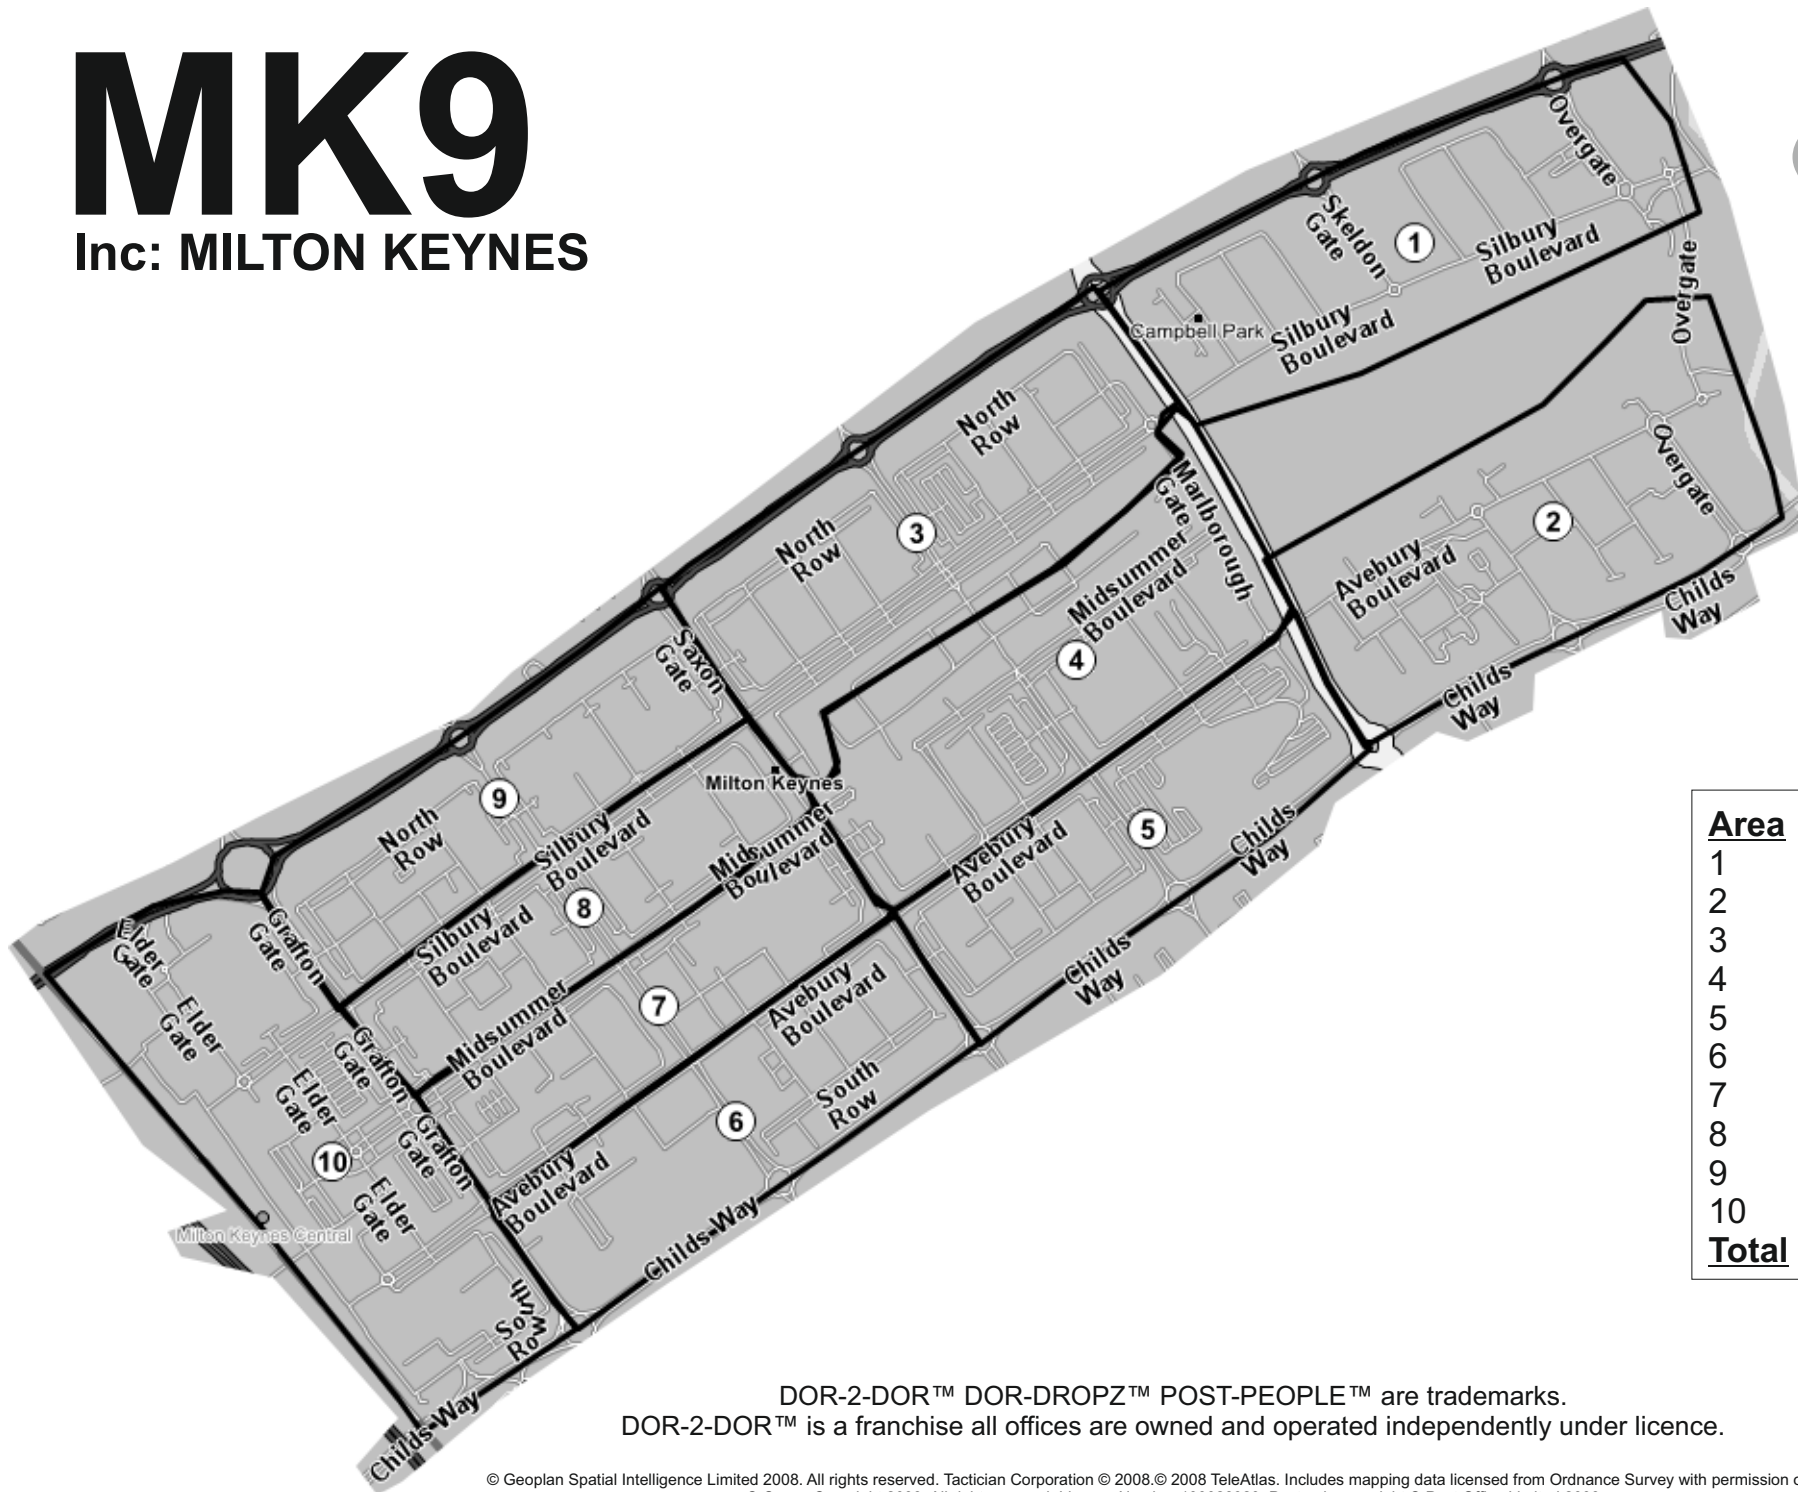 MK9
Inc: MILTON KEYNES
Overgate
Skeldon
Gate
1
Silbury
Boulevard
Overgate
Campbell Park
Silbury
Boulevard
North
Row
Overgate
Marlborough
Gate
2
3
North
Row
Avebury
Boulevard
Midsummer
Boulevard
Childs
Way
4
Saxon
Gate
Childs
Way
Milton Keynes
9
North
Row
Silbury
Boulevard
Midsummer
Boulevard
Avebury
Boulevard
5
Childs
Way
8
Elder
Gate
Grafton
Gate
Silbury
Boulevard
Childs
Way
7
Avebury
Boulevard
Elder
Gate
Grafton
Gate
Midsummer
Boulevard
Elder
Gate
South
Row
6
Grafton
Gate
10
Elder
Gate
Avebury
Boulevard
Milton Keynes Central
Childs Way
South
Row
Childs Way
Area
1
2
3
4
5
6
7
8
9
10
Total
DOR-2-DOR™ DOR-DROPZ™ POST-PEOPLE™ are trademarks.
DOR-2-DOR™ is a franchise all offices are owned and operated independently under licence.
© Geoplan Spatial Intelligence Limited 2008. All rights reserved. Tactician Corporation © 2008.© 2008 TeleAtlas. Includes mapping data licensed from Ordnance Survey with permission